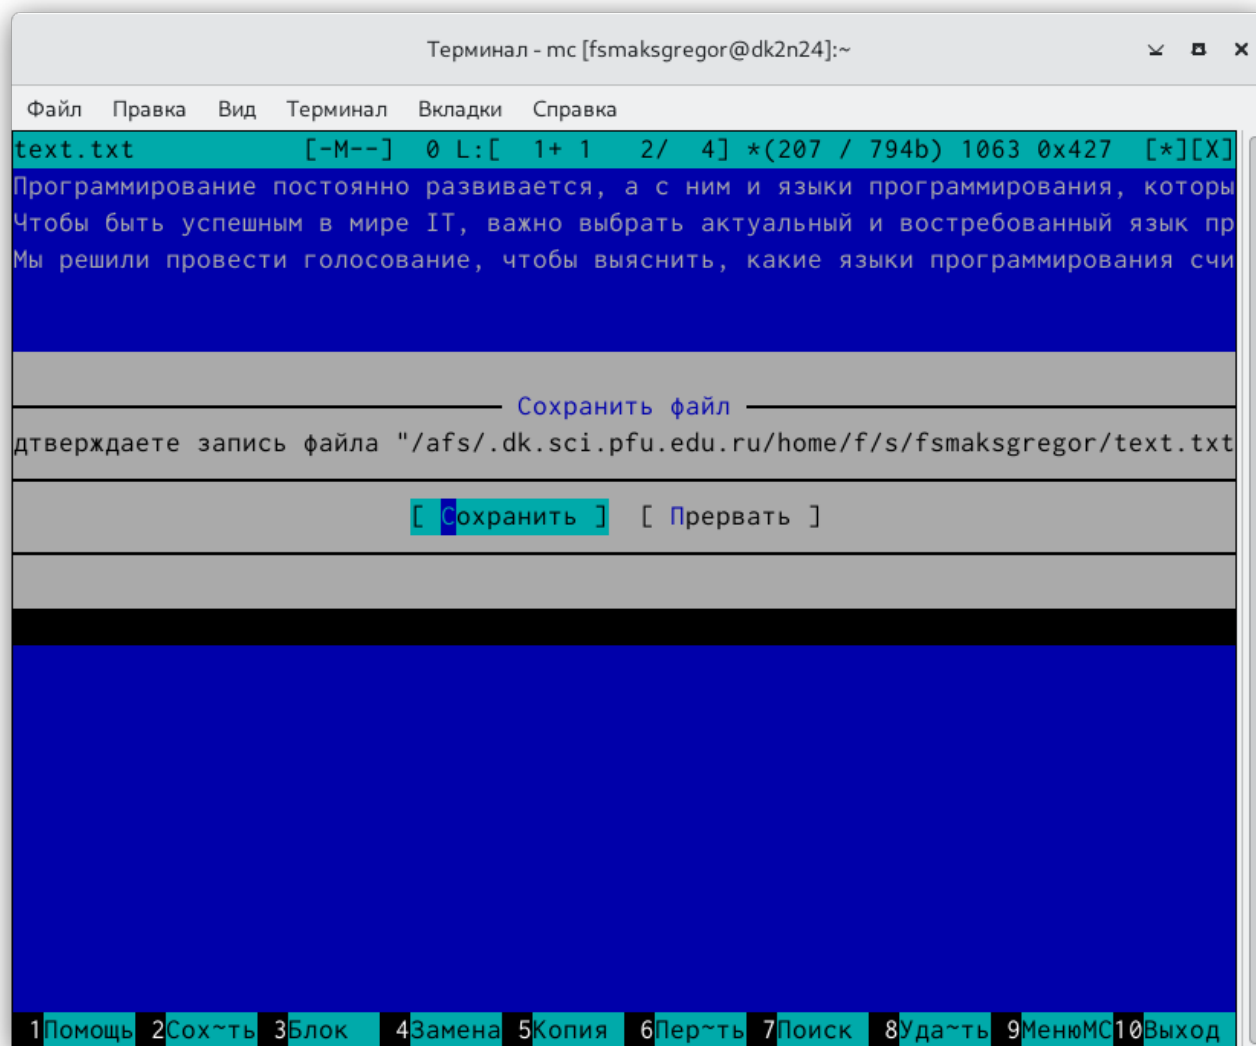 Терминал - mc [fsmaksgregor@dk2n24]:~
Файл Правка Вид Терминал Вкладки Справка
text.txt [-M--] 0 L:[ 1+ 1 2/ 4] *(207 / 794b) 1063 0x427 [*][X]
Программирование постоянно развивается, а с ним и языки программирования, которы
Чтобы быть успешным в мире IT, важно выбрать актуальный и востребованный язык пр
Мы решили провести голосование, чтобы выяснить, какие языки программирования счи
Сохранить файл
дтверждаете запись файла "/afs/.dk.sci.pfu.edu.ru/home/f/s/fsmaksgregor/text.txt
[ Сохранить ] [ Прервать ]
1Помощь 2Сох~ть 3Блок 4Замена 5Копия 6Пер~ть 7Поиск 8Уда~ть 9МенюMC10Выход